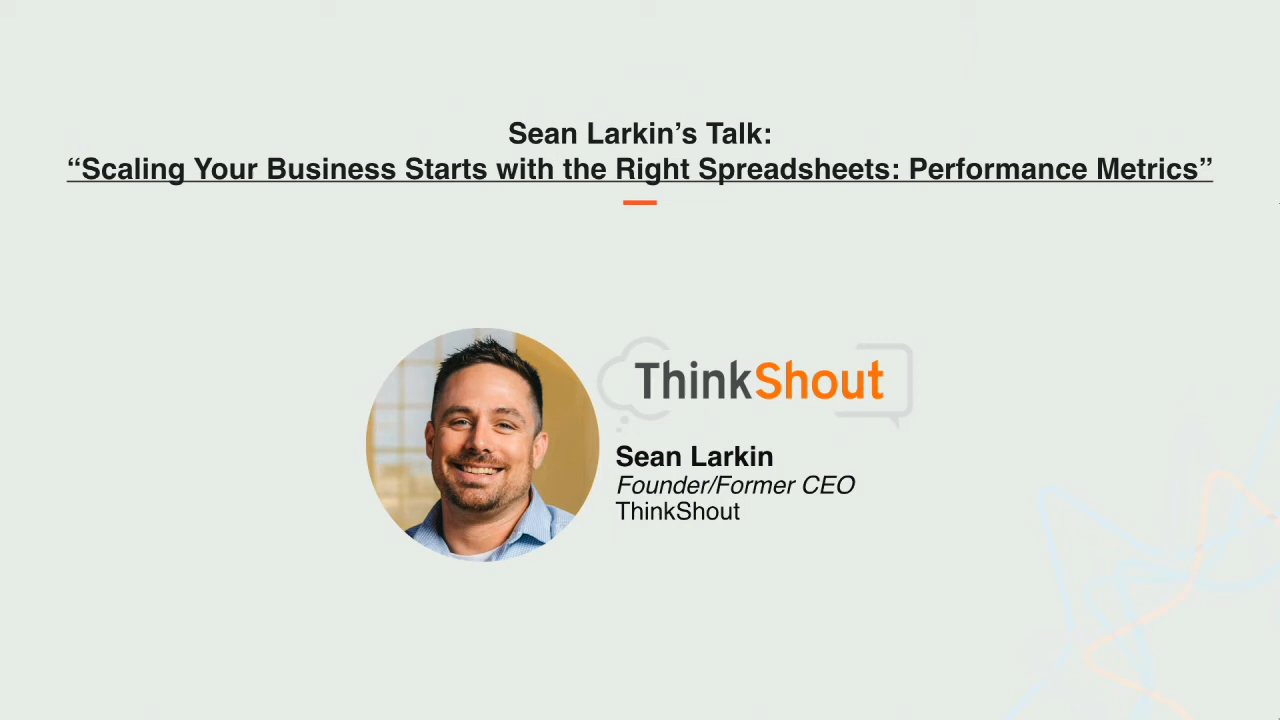 Sean Larkin’s Talk:
“Scaling Your Business Starts with the Right Spreadsheets: Performance Metrics”
ThinkShout
Sean Larkin
Founder/Former CEO
ThinkShout